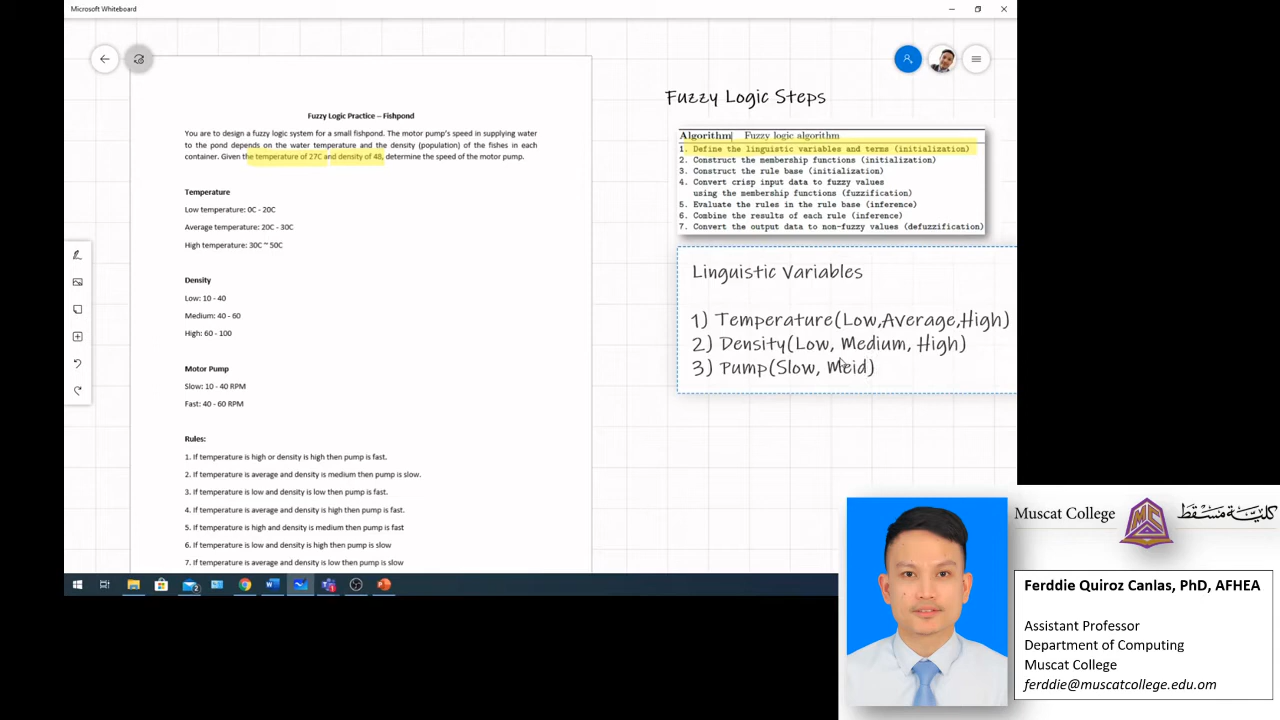 Microsoft Whiteboard
Fuzzy Logic Practice – Fishpond
You are to design a fuzzy logic system for a small fishpond. The motor pump's speed in supplying water
to the pond depends on the water temperature and the density (population) of the fishes in each
container. Given the temperature of 27C and density of 48, determine the speed of the motor pump.
Temperature
Low temperature: 0C - 20C
Average temperature: 20C - 30C
High temperature: 30C ~ 50C
Density
Low: 10 - 40
Medium: 40 - 60
High: 60 - 100
Motor Pump
Slow: 10 - 40 RPM
Fast: 40 - 60 RPM
Rules:
1. If temperature is high or density is high then pump is fast.
2. If temperature is average and density is medium then pump is slow.
3. If temperature is low and density is low then pump is fast.
4. If temperature is average and density is high then pump is fast.
5. If temperature is high and density is medium then pump is fast
6. If temperature is low and density is high then pump is slow
7. If temperature is average and density is low then pump is slow
Fuzzy Logic Steps
Algorithm Fuzzy logic algorithm
1. Define the linguistic variables and terms (initialization)
2. Construct the membership functions (initialization)
3. Construct the rule base (initialization)
4. Convert crisp input data to fuzzy values
using the membership functions (fuzzification)
5. Evaluate the rules in the rule base (inference)
6. Combine the results of each rule (inference)
7. Convert the output data to non-fuzzy values (defuzzification)
Linguistic Variables
1) Temperature(Low,Average,High)
2) Density(Low, Medium, High)
3) Pump(Slow, Meid)
Muscat College
كلية مسقط
Ferddie Quiroz Canlas, PhD, AFHEA
Assistant Professor
Department of Computing
Muscat College
ferddie@muscatcollege.edu.om